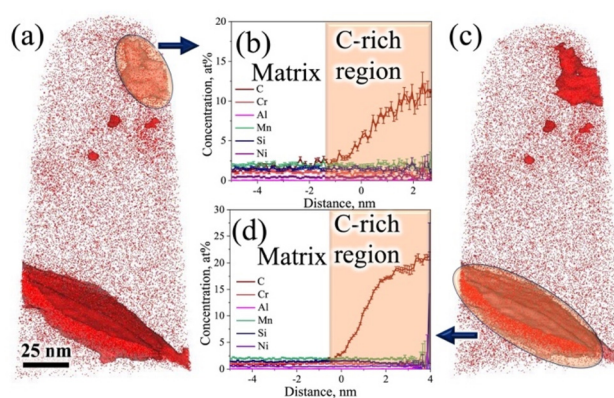 (a)
25 nm
(b)
C-rich
region
Matrix
C
Cr
Al
Mn
Si
Ni
Concentration, at%
15
10
5
0
-4
-2
0
2
Distance, nm
(d)
C-rich
region
Matrix
C
Cr
Al
Mn
Si
Ni
Concentration, at%
30
25
20
15
10
5
0
-4
-2
0
2
4
Distance, nm
(c)